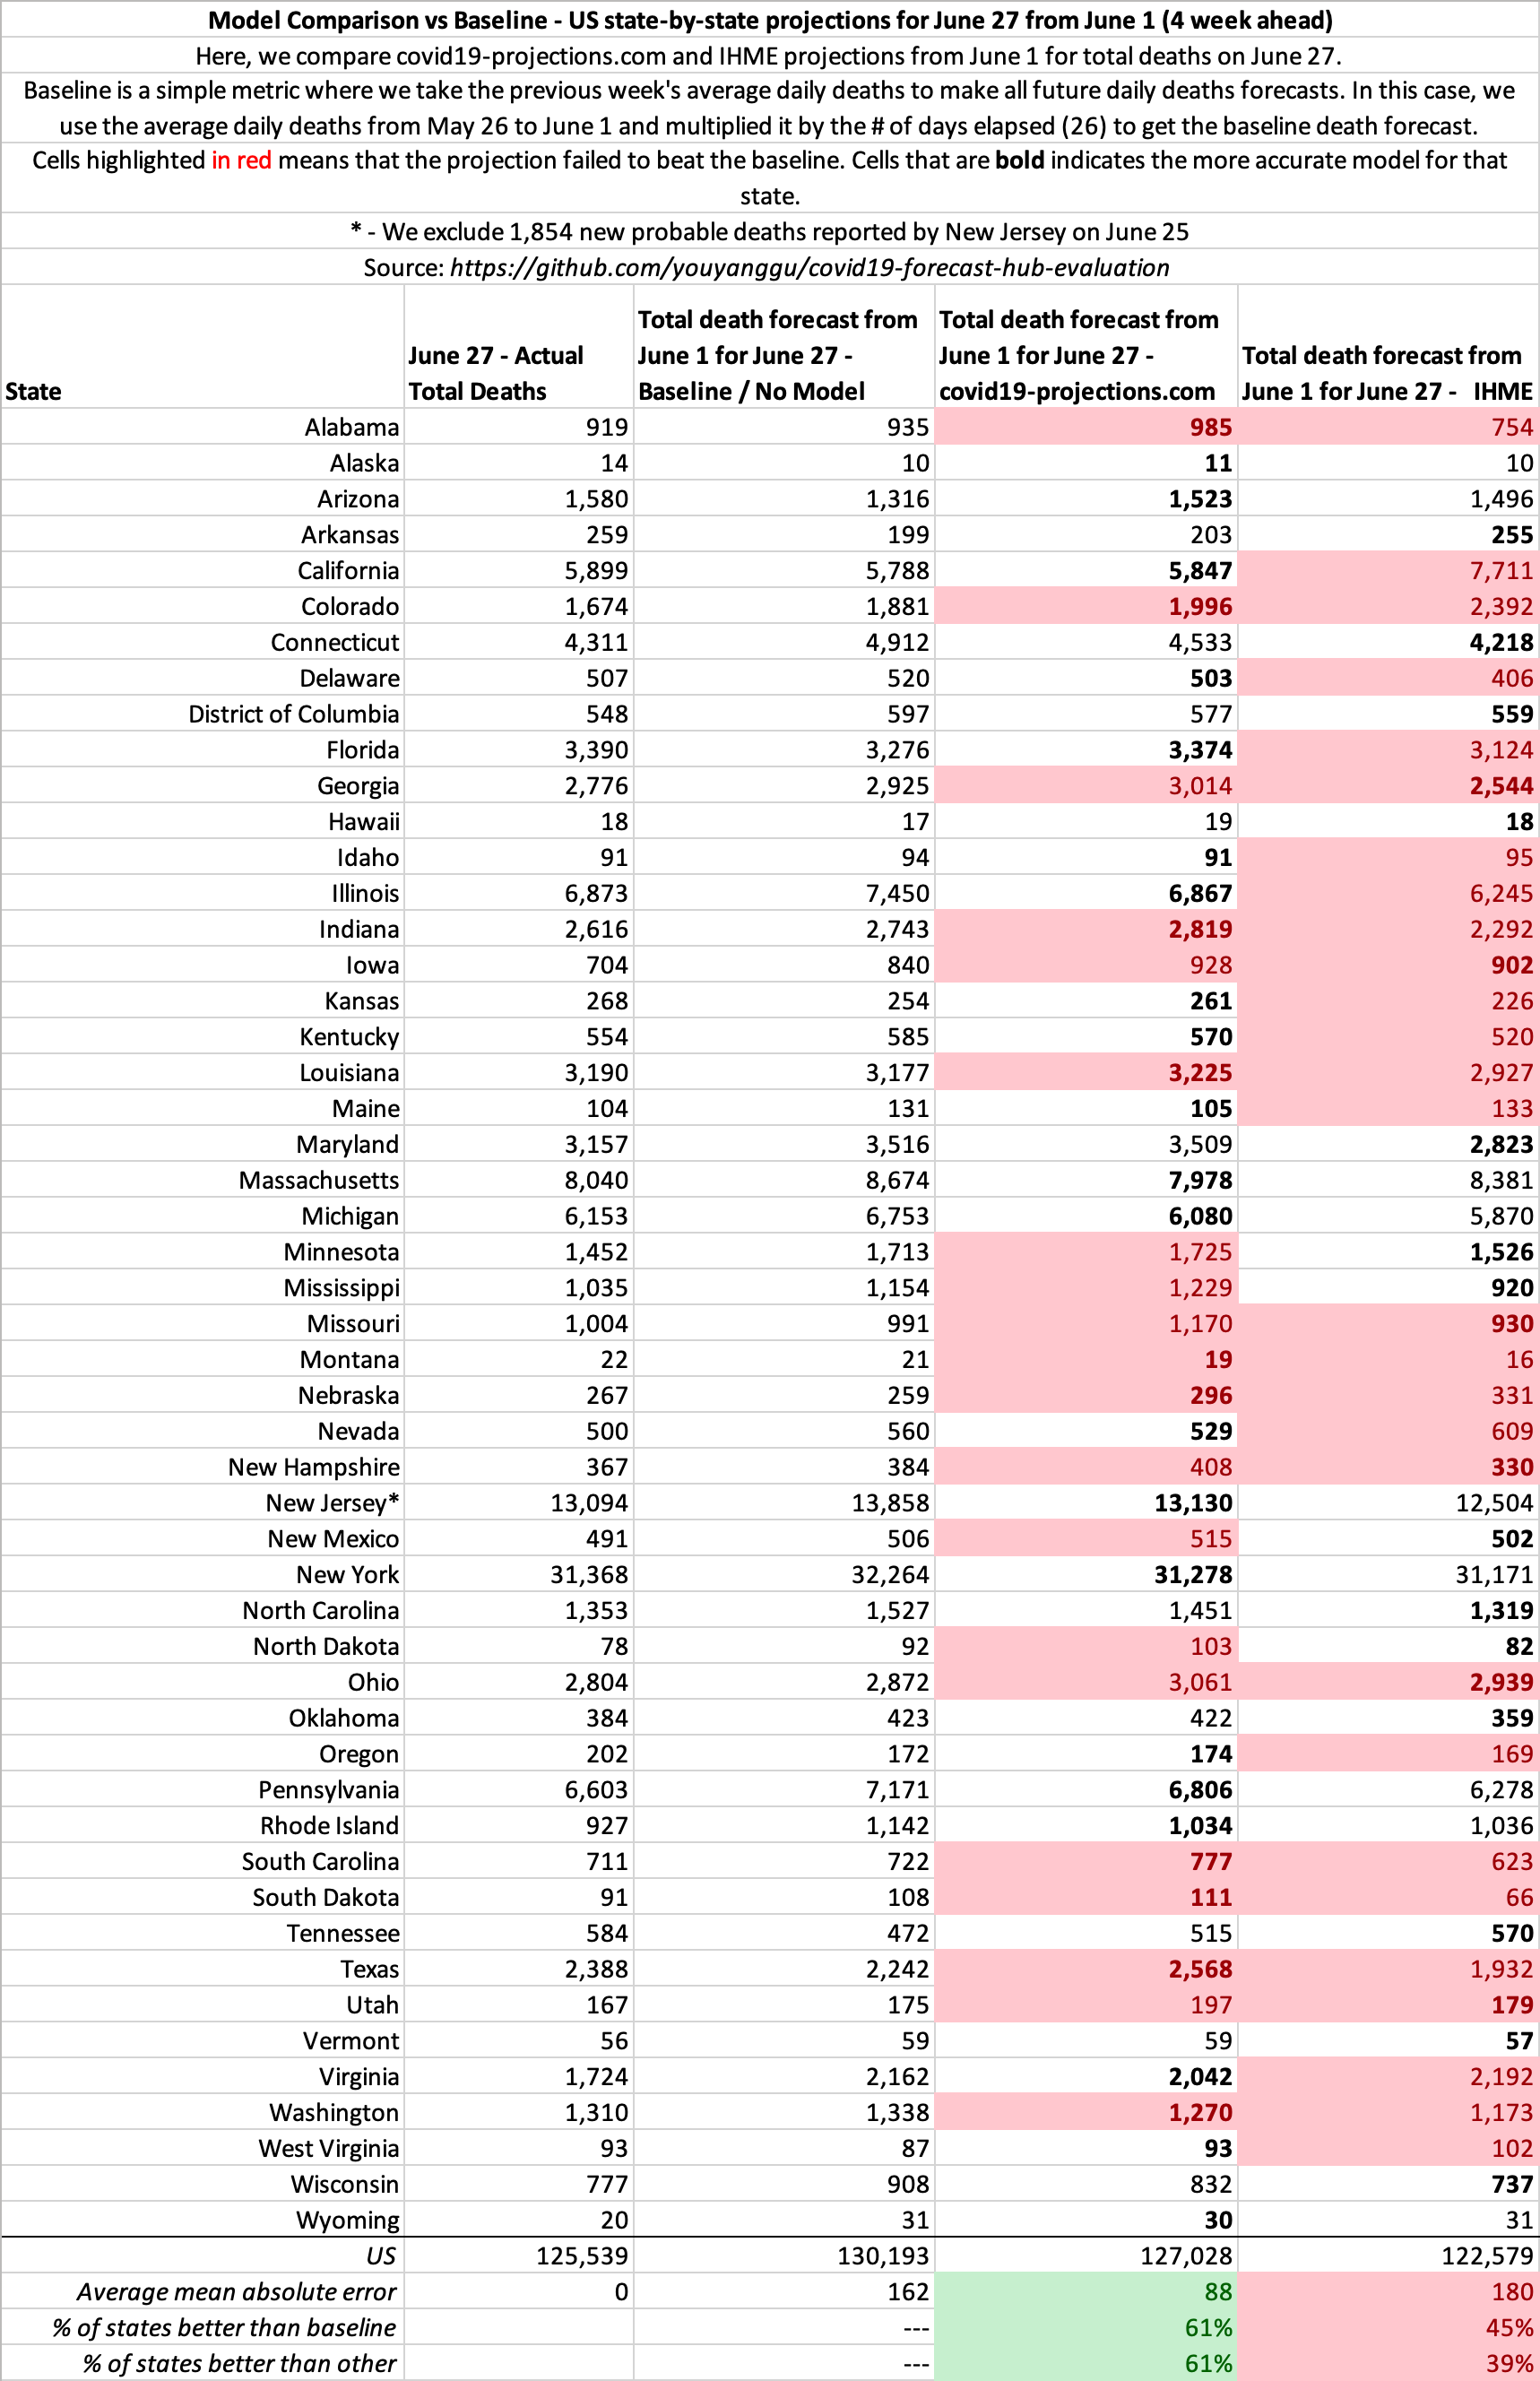 Model Comparison vs Baseline - US state-by-state projections for June 27 from June 1 (4 week ahead)
Here, we compare covid19-projections.com and IHME projections from June 1 for total deaths on June 27.
Baseline is a simple metric where we take the previous week's average daily deaths to make all future daily deaths forecasts. In this case, we
use the average daily deaths from May 26 to June 1 and multiplied it by the # of days elapsed (26) to get the baseline death forecast.
Cells highlighted in red means that the projection failed to beat the baseline. Cells that are bold indicates the more accurate model for that
state.
* - We exclude 1,854 new probable deaths reported by New Jersey on June 25
Source: https://github.com/youyanggu/covid19-forecast-hub-evaluation
Total death forecast from Total death forecast from
June 27 - Actual June 1 for June 27 - June 1 for June 27 - Total death forecast from
State Total Deaths Baseline / No Model covid19-projections.com June 1 for June 27 - IHME
Alabama 919 935 985 754
Alaska 14 10 11 10
Arizona 1,580 1,316 1,523 1,496
Arkansas 259 199 203 255
California 5,899 5,788 5,847 7,711
Colorado 1,674 1,881 1,996 2,392
Connecticut 4,311 4,912 4,533 4,218
Delaware 507 520 503 406
District of Columbia 548 597 577 559
Florida 3,390 3,276 3,374 3,124
Georgia 2,776 2,925 3,014 2,544
Hawaii 18 17 19 18
Idaho 91 94 91 95
Illinois 6,873 7,450 6,867 6,245
Indiana 2,616 2,743 2,819 2,292
Iowa 704 840 928 902
Kansas 268 254 261 226
Kentucky 554 585 570 520
Louisiana 3,190 3,177 3,225 2,927
Maine 104 131 105 133
Maryland 3,157 3,516 3,509 2,823
Massachusetts 8,040 8,674 7,978 8,381
Michigan 6,153 6,753 6,080 5,870
Minnesota 1,452 1,713 1,725 1,526
Mississippi 1,035 1,154 1,229 920
Missouri 1,004 991 1,170 930
Montana 22 21 19 16
Nebraska 267 259 296 331
Nevada 500 560 529 609
New Hampshire 367 384 408 330
New Jersey* 13,094 13,858 13,130 12,504
New Mexico 491 506 515 502
New York 31,368 32,264 31,278 31,171
North Carolina 1,353 1,527 1,451 1,319
North Dakota 78 92 103 82
Ohio 2,804 2,872 3,061 2,939
Oklahoma 384 423 422 359
Oregon 202 172 174 169
Pennsylvania 6,603 7,171 6,806 6,278
Rhode Island 927 1,142 1,034 1,036
South Carolina 711 722 777 623
South Dakota 91 108 111 66
Tennessee 584 472 515 570
Texas 2,388 2,242 2,568 1,932
Utah 167 175 197 179
Vermont 56 59 59 57
Virginia 1,724 2,162 2,042 2,192
Washington 1,310 1,338 1,270 1,173
West Virginia 93 87 93 102
Wisconsin 777 908 832 737
Wyoming 20 31 30 31
US 125,539 130,193 127,028 122,579
Average mean absolute error 0 162 88 180
% of states better than baseline --- 61% 45%
% of states better than other --- 61% 39%